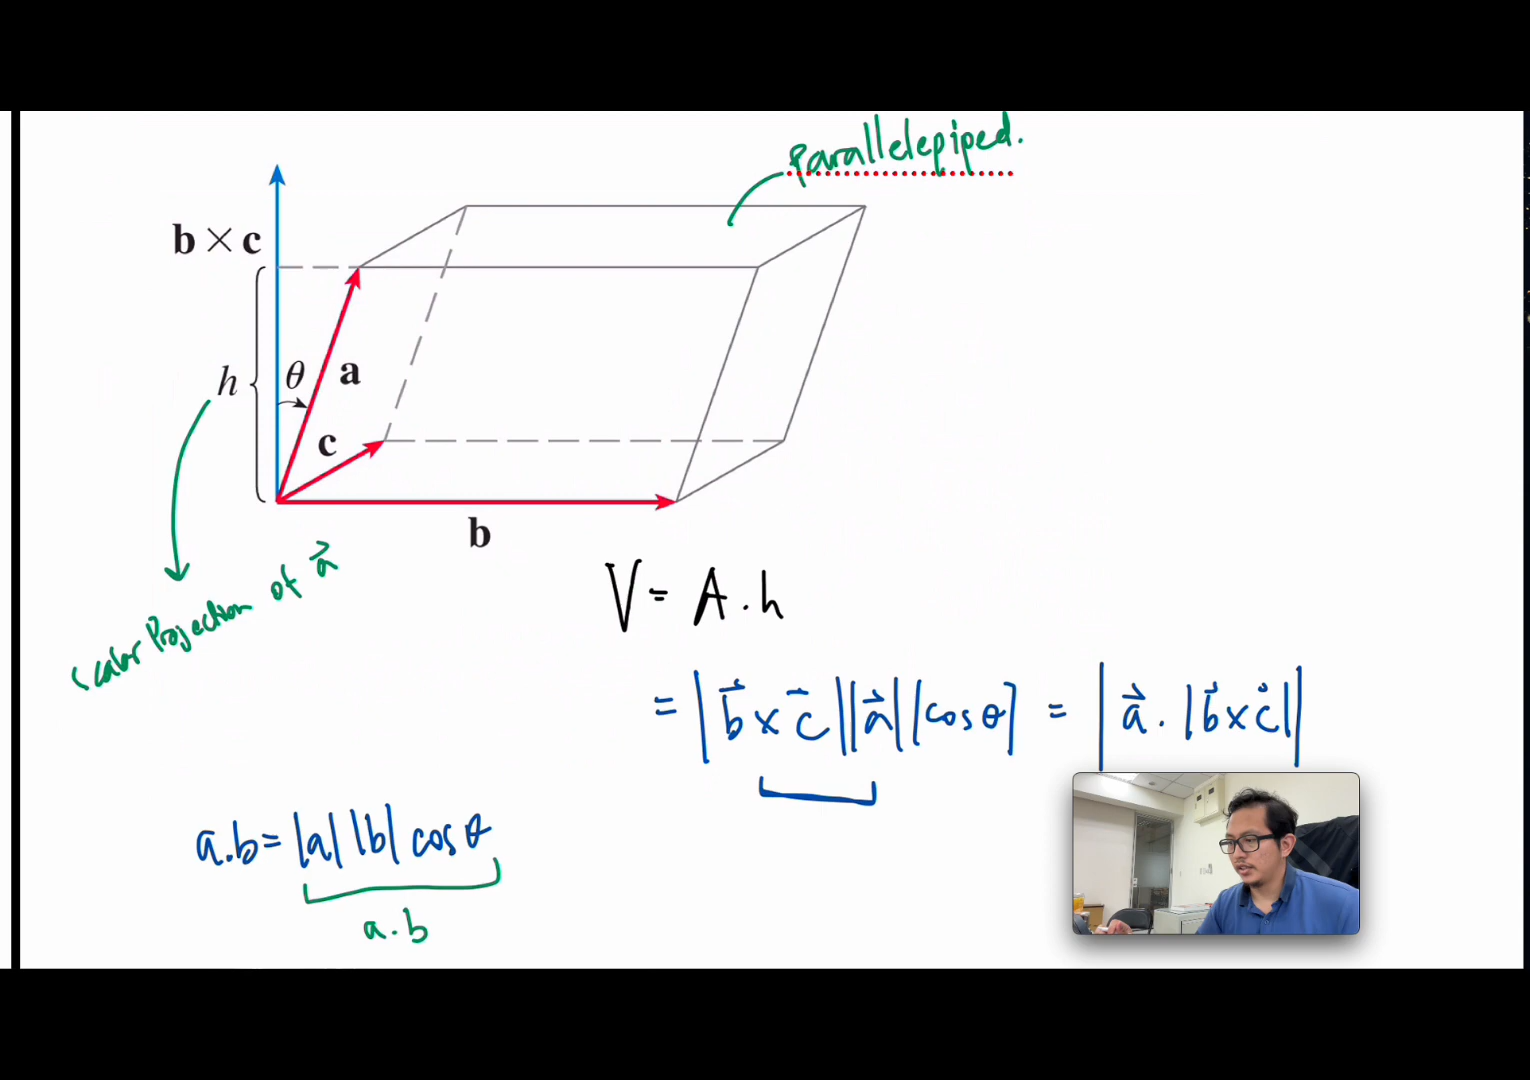 parallelepiped.
b × c
h
θ
a
c
b
Scalar Projection of a⃗
V = A . h
= |b⃗ × c⃗||a⃗||cos θ| = |a⃗ . |b⃗ × c⃗||
a.b = |a| |b| cos θ
a.b